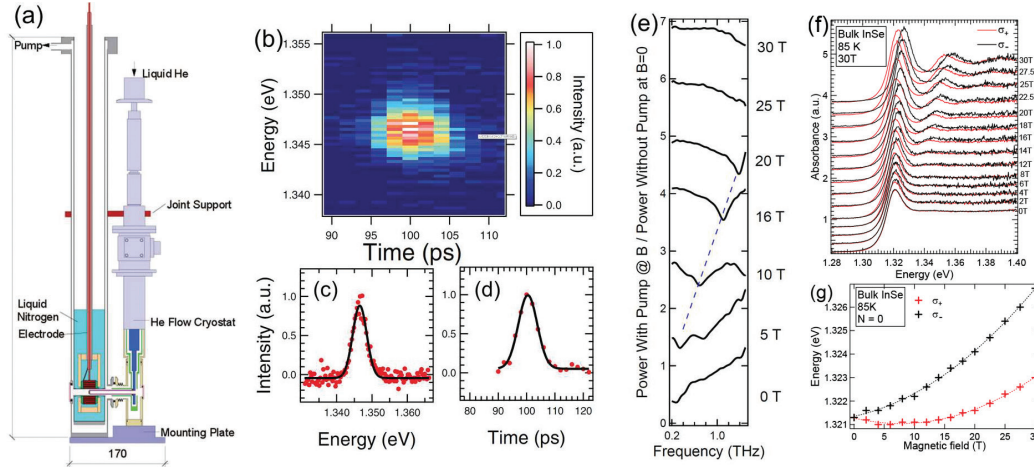 (a)
Pump
Liquid He
Joint Support
Liquid
Nitrogen
Electrode
He Flow Cryostat
Mounting Plate
170
(b)
1.355
1.350
1.345
1.340
Energy (eV)
90 95 100 105 110
Time (ps)
1.0
0.8
0.6
0.4
0.2
0.0
Intensity (a.u.)
(c)
1.0
0.5
0.0
Intensity (a.u.)
1.340 1.350 1.360
Energy (eV)
(d)
1.0
0.5
0.0
80 100 120
Time (ps)
(e)
Power With Pump @ B / Power Without Pump at B=0
7
6
5
4
3
2
1
0
30 T
25 T
20 T
16 T
10 T
5 T
0 T
0.2 1.0
Frequency (THz)
(f)
Bulk InSe
85 K
30T
σ₊
σ₋
Absorbance (a.u.)
5
4
3
2
1
30T
27.5
25T
22.5
20T
18T
16T
14T
12T
8T
6T
4T
2T
0T
1.28 1.30 1.32 1.34 1.36 1.38 1.40
Energy (eV)
(g)
Bulk InSe
85K
N = 0
σ₊
σ₋
Energy (eV)
1.326
1.324
1.323
1.322
1.321
0 5 10 15 20 25 30
Magnetic field (T)